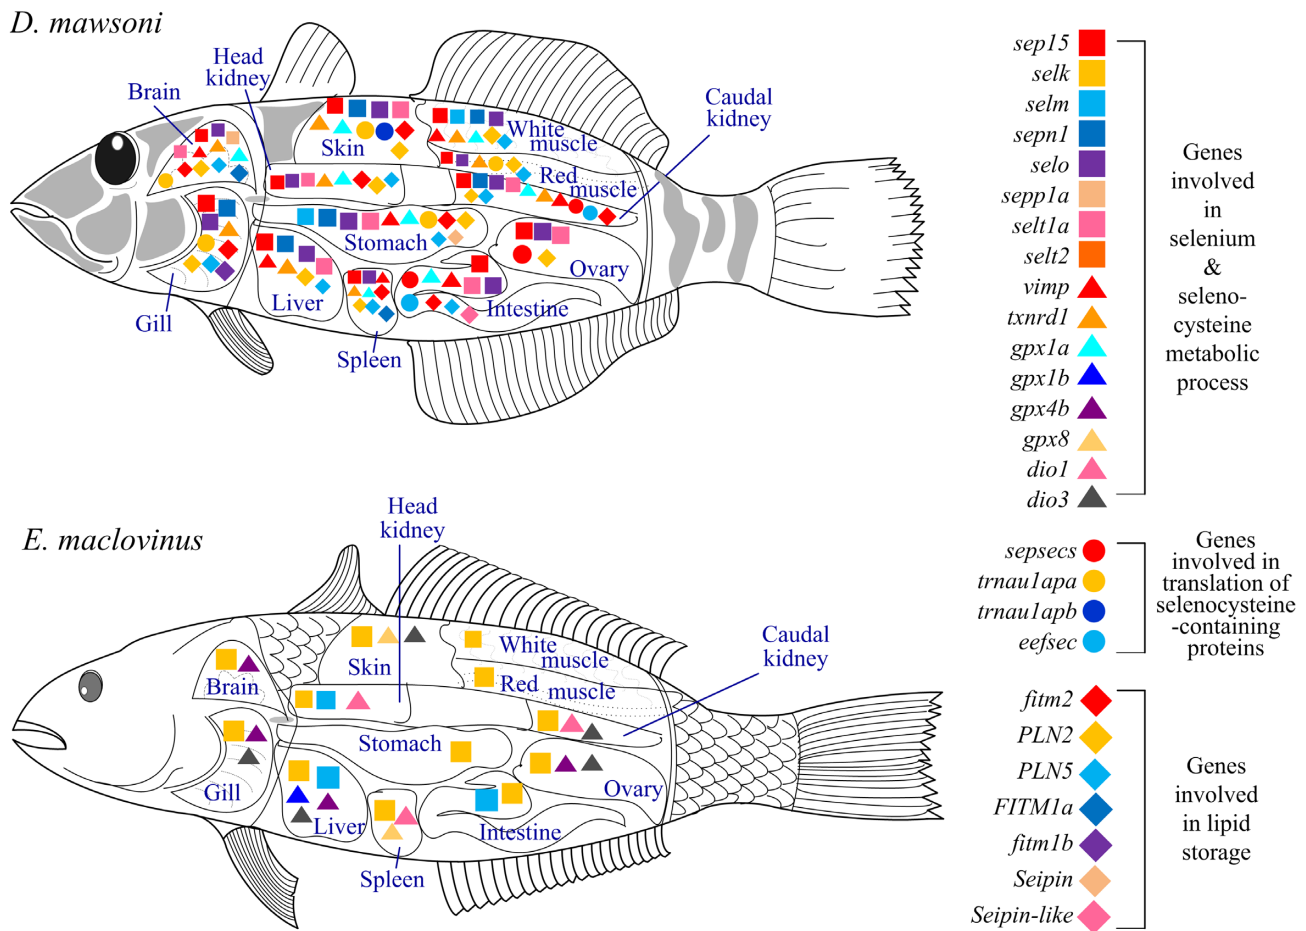 D. mawsoni
Head
kidney
Brain
Skin
White
muscle
Red
muscle
Caudal
kidney
Stomach
Ovary
Liver
Intestine
Gill
Spleen
sep15
selk
selm
sepn1
selo
sepp1a
selt1a
selt2
vimp
txnrd1
gpx1a
gpx1b
gpx4b
gpx8
dio1
dio3
Genes
involved
in
selenium
&
seleno-
cysteine
metabolic
process
E. maclovinus
Head
kidney
Brain
Skin
White
muscle
Red
muscle
Caudal
kidney
Stomach
Gill
Liver
Ovary
Intestine
Spleen
sepsecs
trnau1apa
trnau1apb
eefsec
Genes
involved in
translation of
selenocysteine
-containing
proteins
fitm2
PLN2
PLN5
FITM1a
fitm1b
Seipin
Seipin-like
Genes
involved
in lipid
storage